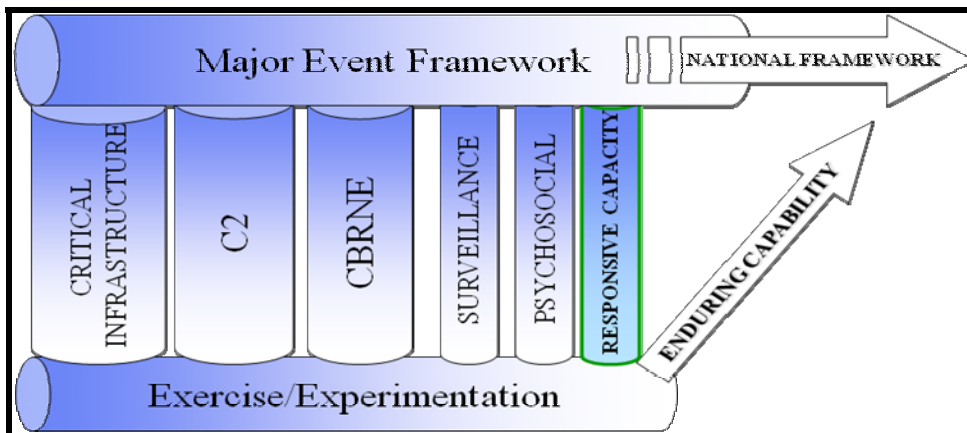 Major Event Framework
NATIONAL FRAMEWORK
CRITICAL
INFRASTRUCTURE
C2
CBRNE
SURVEILLANCE
PSYCHOSOCIAL
RESPONSIVE CAPACITY
ENDURING CAPABILITY
Exercise/Experimentation